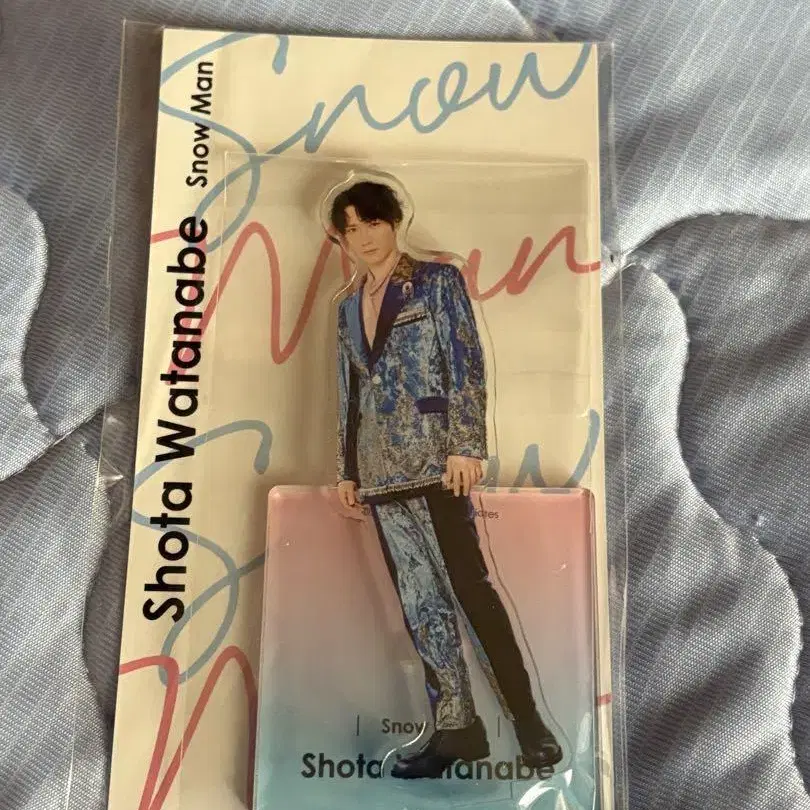 Shota Watanabe Snow Man
Snow
Man
Snow
| Snow |
Shota Watanabe